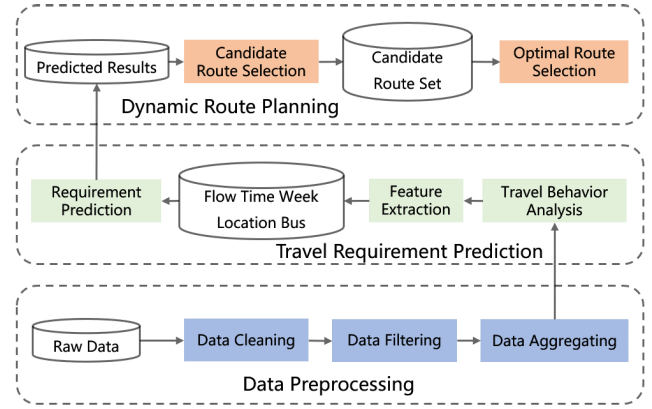 Predicted Results
Candidate
Route Selection
Candidate
Route Set
Optimal Route
Selection
Dynamic Route Planning
Requirement
Prediction
Flow Time Week
Location Bus
Feature
Extraction
Travel Behavior
Analysis
Travel Requirement Prediction
Raw Data
Data Cleaning
Data Filtering
Data Aggregating
Data Preprocessing